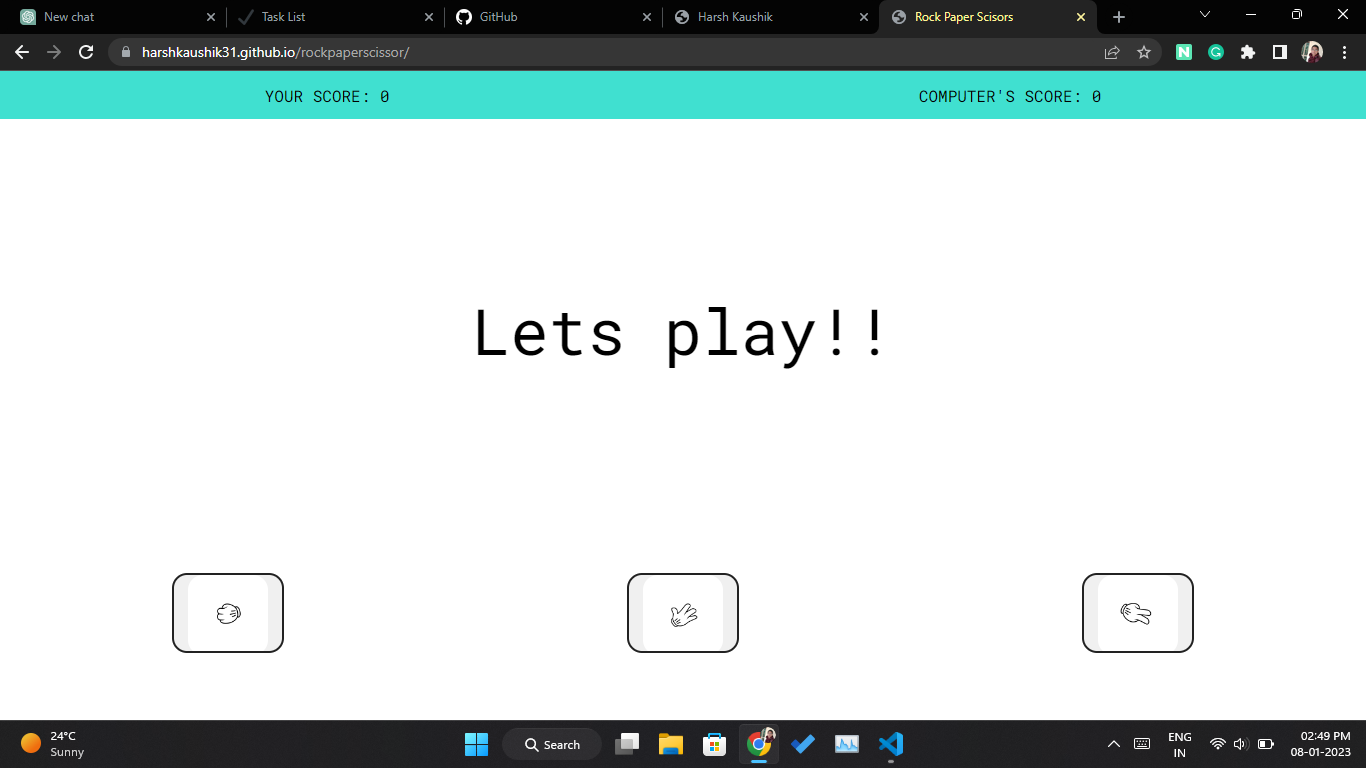 New chat
Task List
GitHub
Harsh Kaushik
Rock Paper Scisors
harshkaushik31.github.io/rockpaperscissor/
YOUR SCORE: 0
COMPUTER'S SCORE: 0
Lets play!!
24°C
Sunny
Search
ENG
IN
02:49 PM
08-01-2023